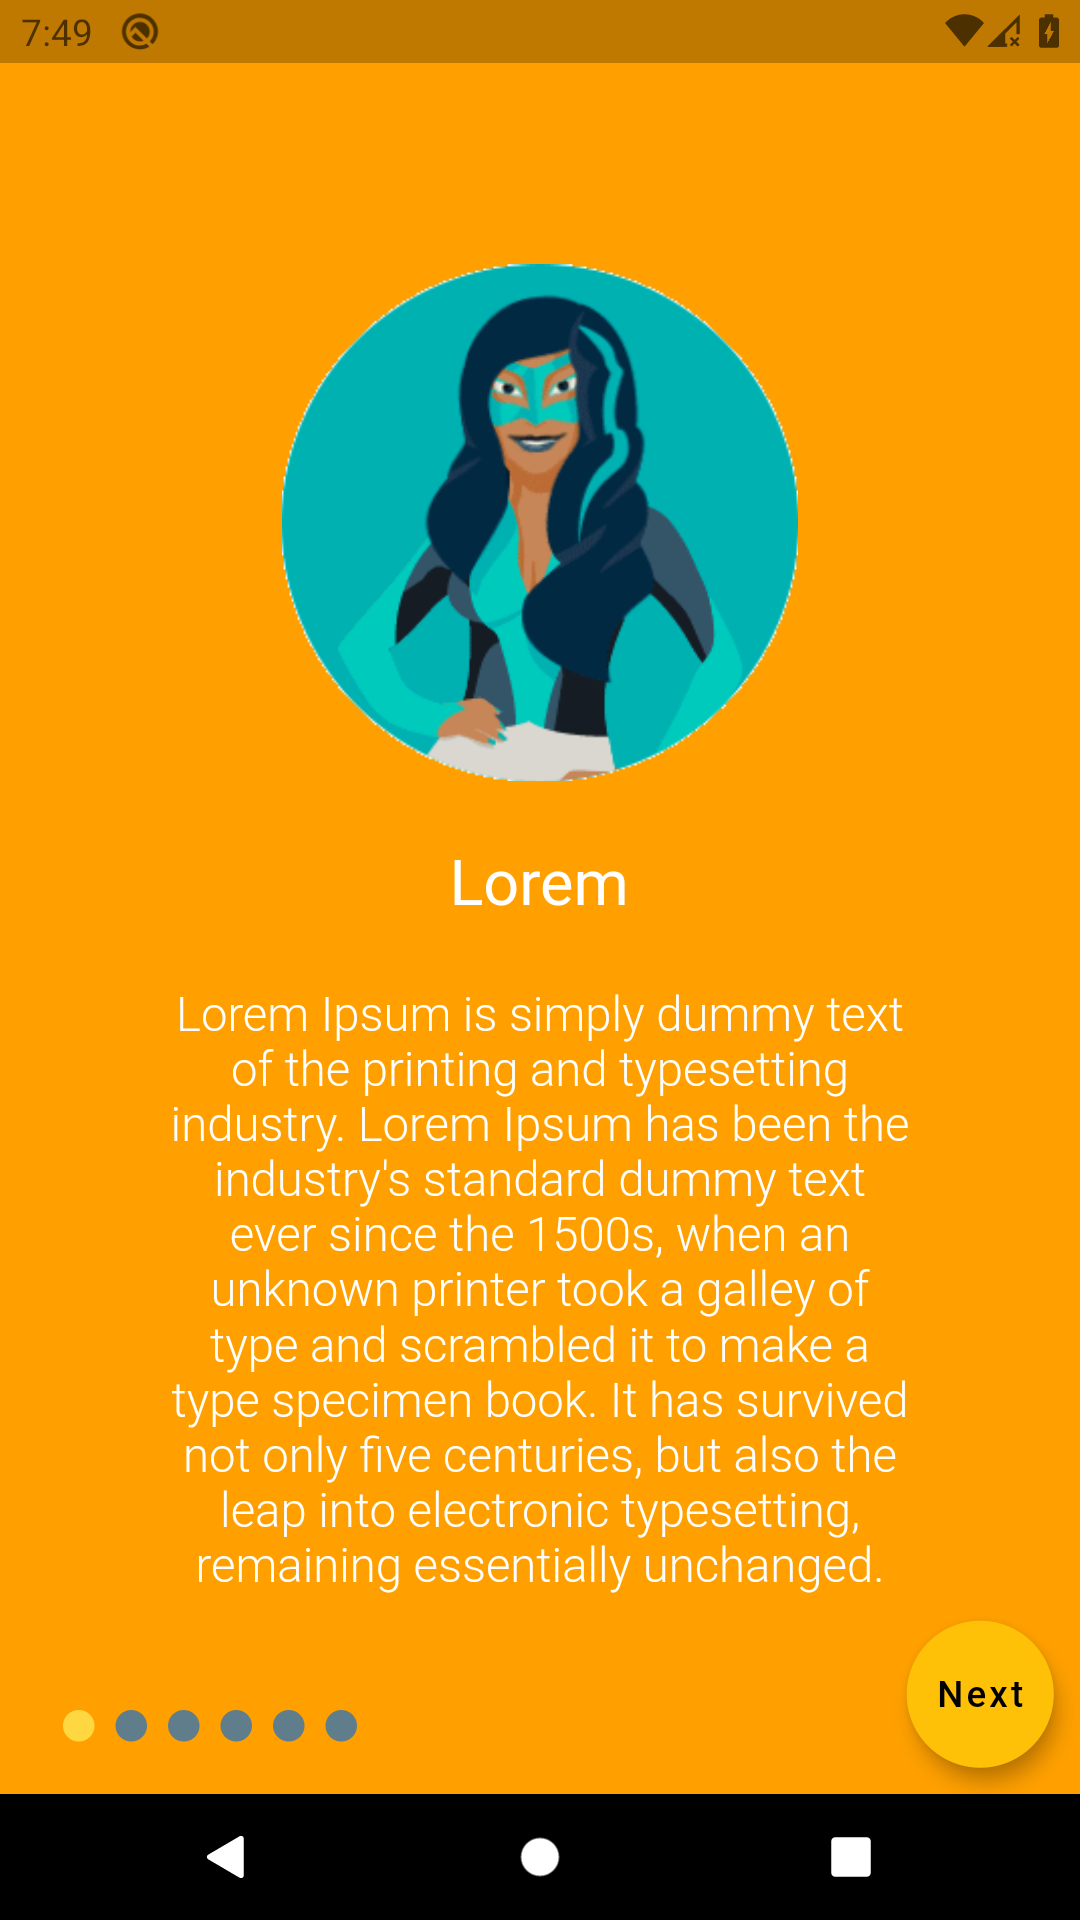 7:49
Lorem
Lorem Ipsum is simply dummy text
of the printing and typesetting
industry. Lorem Ipsum has been the
industry's standard dummy text
ever since the 1500s, when an
unknown printer took a galley of
type and scrambled it to make a
type specimen book. It has survived
not only five centuries, but also the
leap into electronic typesetting,
remaining essentially unchanged.
Next